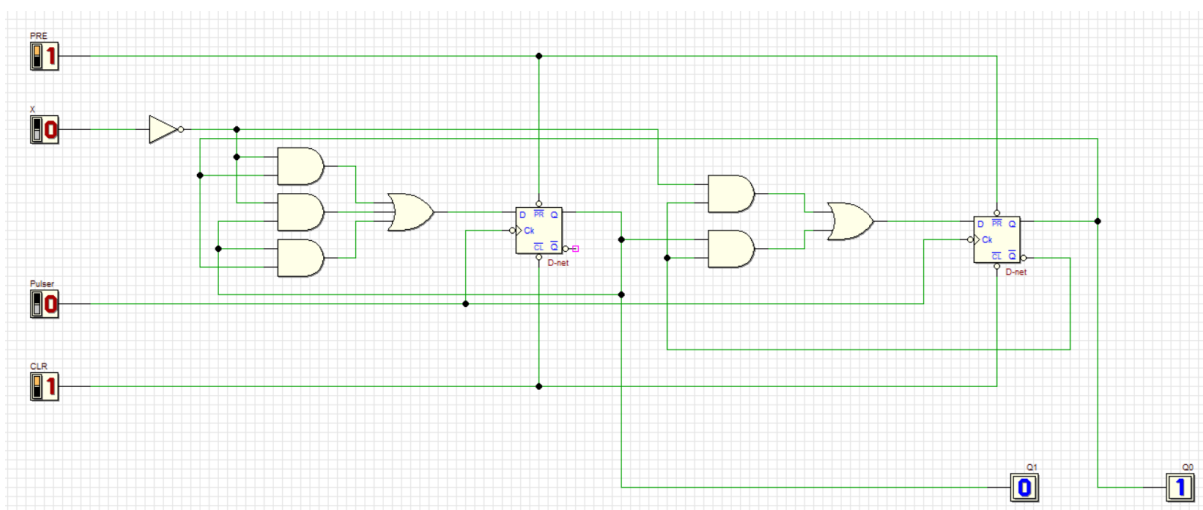 PRE
1
X
0
D PR Q
Ck
CL Q
D-net
D PR Q
Ck
CL Q
D-net
Pulser
0
CLR
1
Q1
0
Q0
1